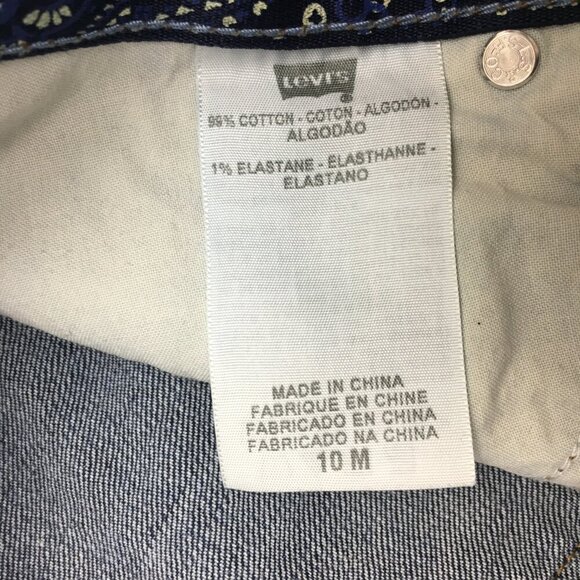 LEVI'S
®
99% COTTON - COTON - ALGODÓN -
ALGODÃO
1% ELASTANE - ELASTHANNE -
ELASTANO
MADE IN CHINA
FABRIQUE EN CHINE
FABRICADO EN CHINA
FABRICADO NA CHINA
10 M